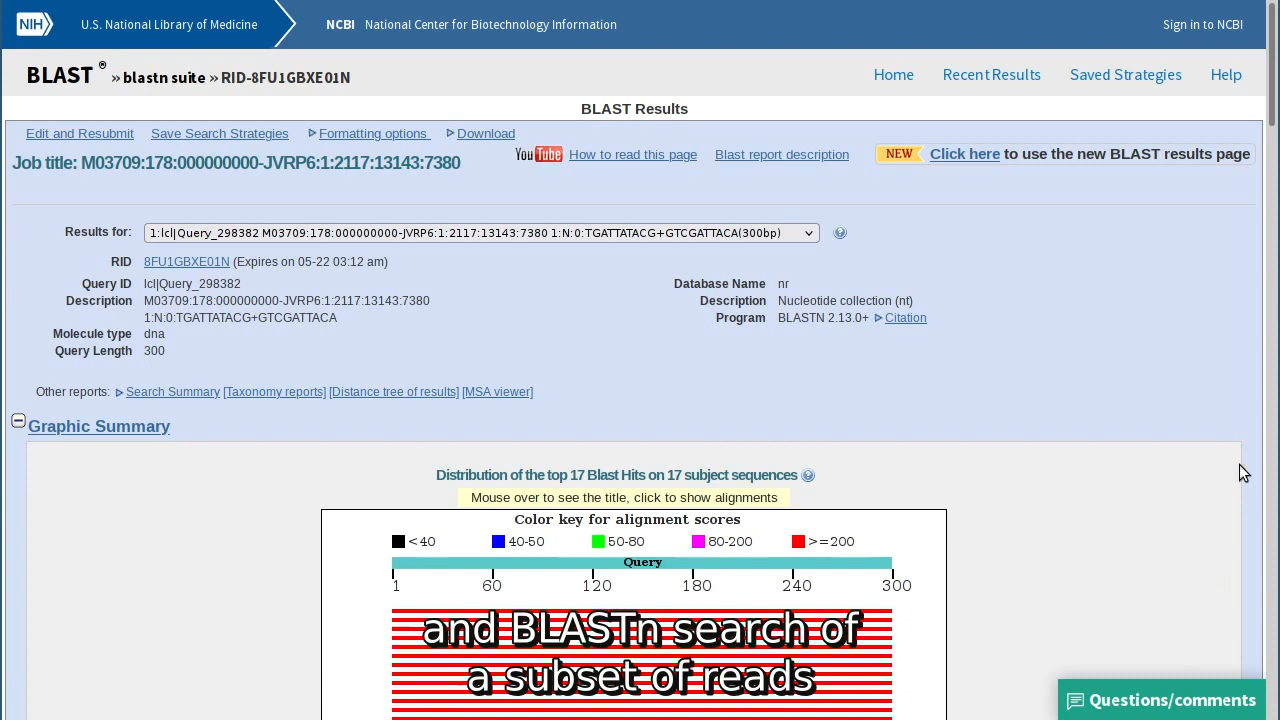 NIH U.S. National Library of Medicine NCBI National Center for Biotechnology Information Sign in to NCBI
BLAST ® » blastn suite » RID-8FU1GBXE01N Home Recent Results Saved Strategies Help
BLAST Results
Edit and Resubmit Save Search Strategies Formatting options Download
Job title: M03709:178:000000000-JVRP6:1:2117:13143:7380 YouTube How to read this page Blast report description NEW Click here to use the new BLAST results page
Results for: 1:lcl|Query_298382 M03709:178:000000000-JVRP6:1:2117:13143:7380 1:N:0:TGATTATACG+GTCGATTACA(300bp)
RID 8FU1GBXE01N (Expires on 05-22 03:12 am)
Query ID lcl|Query_298382 Database Name nr
Description M03709:178:000000000-JVRP6:1:2117:13143:7380 Description Nucleotide collection (nt)
1:N:0:TGATTATACG+GTCGATTACA Program BLASTN 2.13.0+ Citation
Molecule type dna
Query Length 300
Other reports: Search Summary [Taxonomy reports] [Distance tree of results] [MSA viewer]
Graphic Summary
Distribution of the top 17 Blast Hits on 17 subject sequences
Mouse over to see the title, click to show alignments
Color key for alignment scores
<40 40-50 50-80 80-200 >=200
Query
1 60 120 180 240 300
and BLASTn search of
a subset of reads
Questions/comments